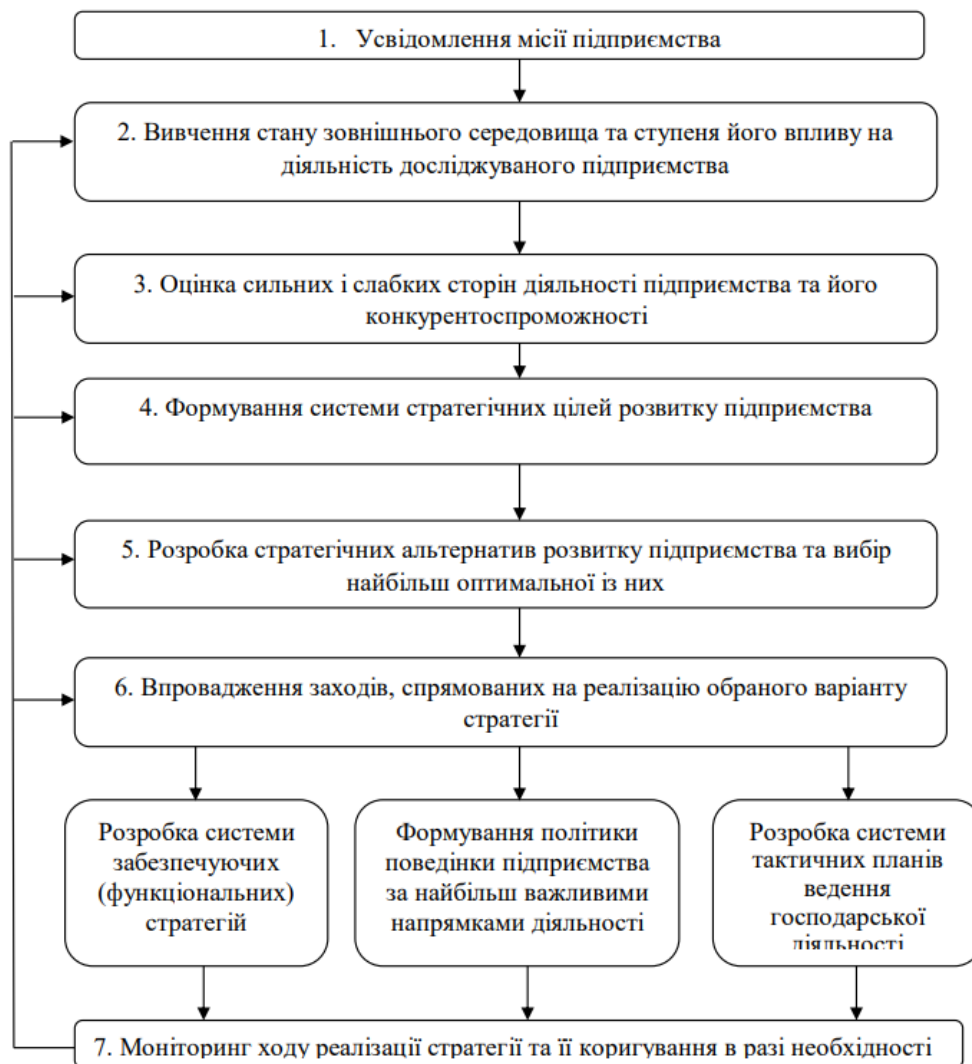 1. Усвідомлення місії підприємства
2. Вивчення стану зовнішнього середовища та ступеня його впливу на
діяльність досліджуваного підприємства
3. Оцінка сильних і слабких сторін діяльності підприємства та його
конкурентоспроможності
4. Формування системи стратегічних цілей розвитку підприємства
5. Розробка стратегічних альтернатив розвитку підприємства та вибір
найбільш оптимальної із них
6. Впровадження заходів, спрямованих на реалізацію обраного варіанту
стратегії
Розробка системи
забезпечуючих
(функціональних)
стратегій
Формування політики
поведінки підприємства
за найбільш важливими
напрямками діяльності
Розробка системи
тактичних планів
ведення
господарської
діяльності
7. Моніторинг ходу реалізації стратегії та її коригування в разі необхідності